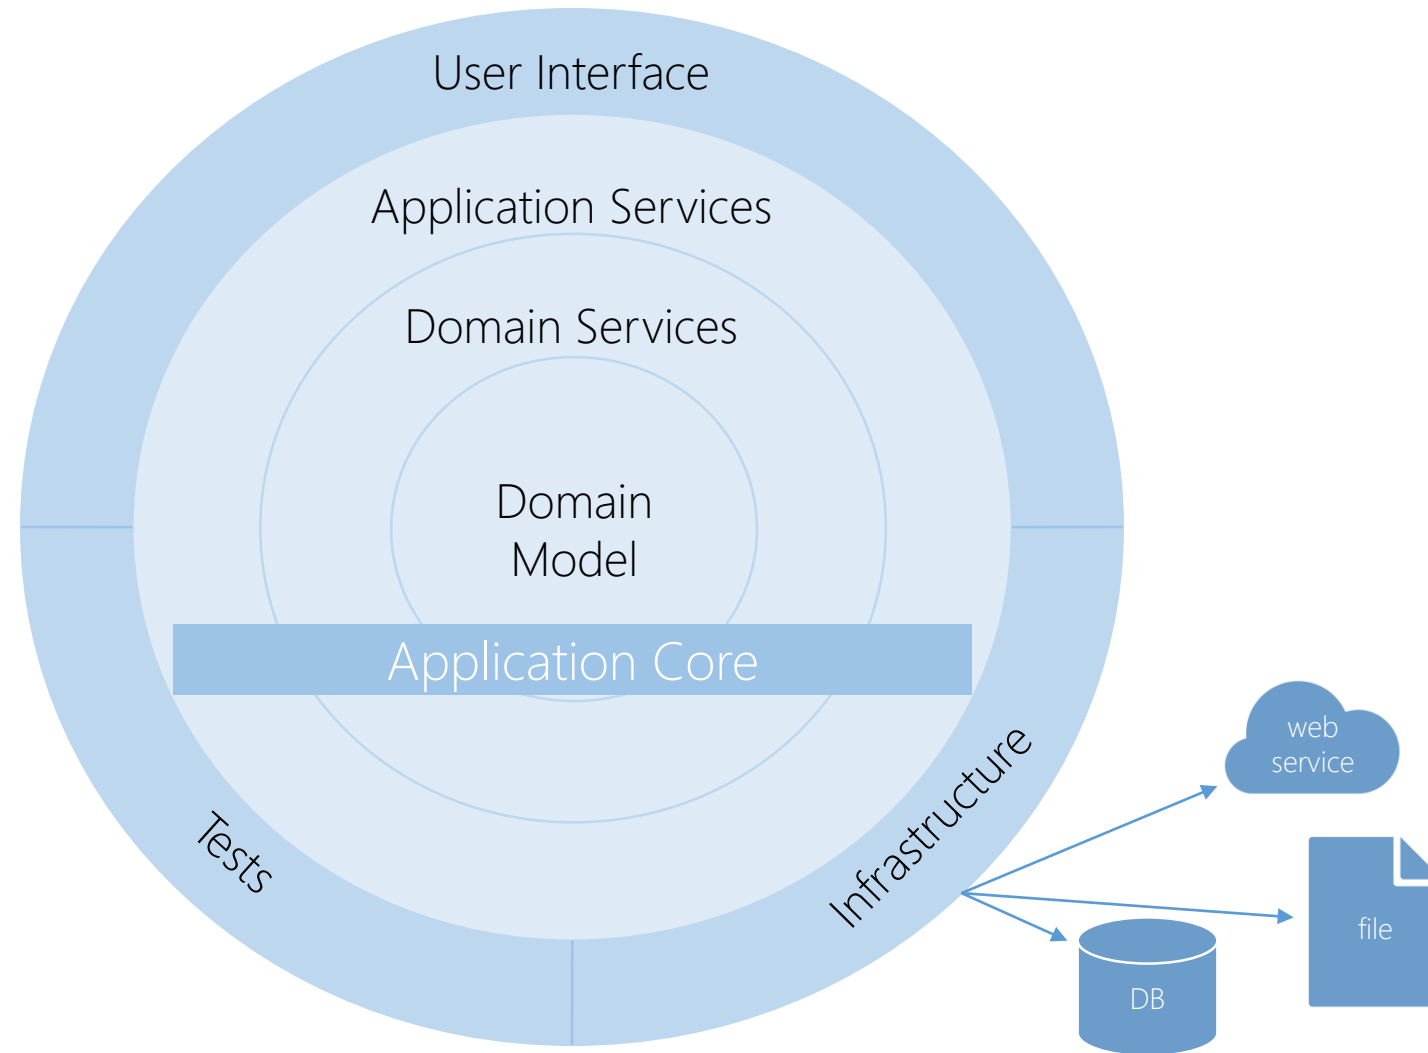 User Interface
Application Services
Domain Services
Domain
Model
Application Core
Tests
Infrastructure
web
service
file
DB